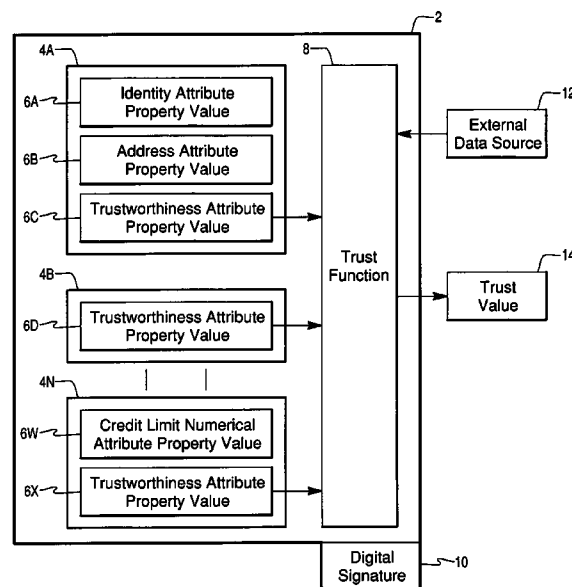 2
4A
8
6A
Identity Attribute
Property Value
12
External
Data Source
6B
Address Attribute
Property Value
6C
Trustworthiness Attribute
Property Value
Trust
Function
14
Trust
Value
4B
6D
Trustworthiness Attribute
Property Value
4N
6W
Credit Limit Numerical
Attribute Property Value
6X
Trustworthiness Attribute
Property Value
Digital
Signature
10